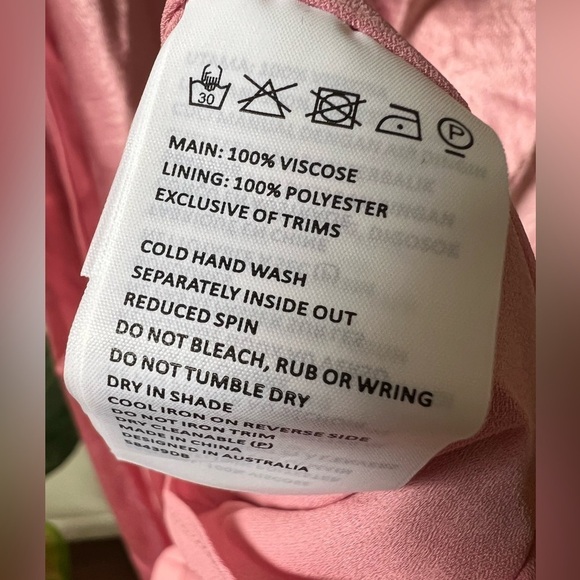 30
P
MAIN: 100% VISCOSE
LINING: 100% POLYESTER
EXCLUSIVE OF TRIMS
COLD HAND WASH
SEPARATELY INSIDE OUT
REDUCED SPIN
DO NOT BLEACH, RUB OR WRING
DO NOT TUMBLE DRY
DRY IN SHADE
COOL IRON ON REVERSE SIDE
DO NOT IRON TRIM
DRY CLEANABLE (P)
MADE IN CHINA
DESIGNED IN AUSTRALIA